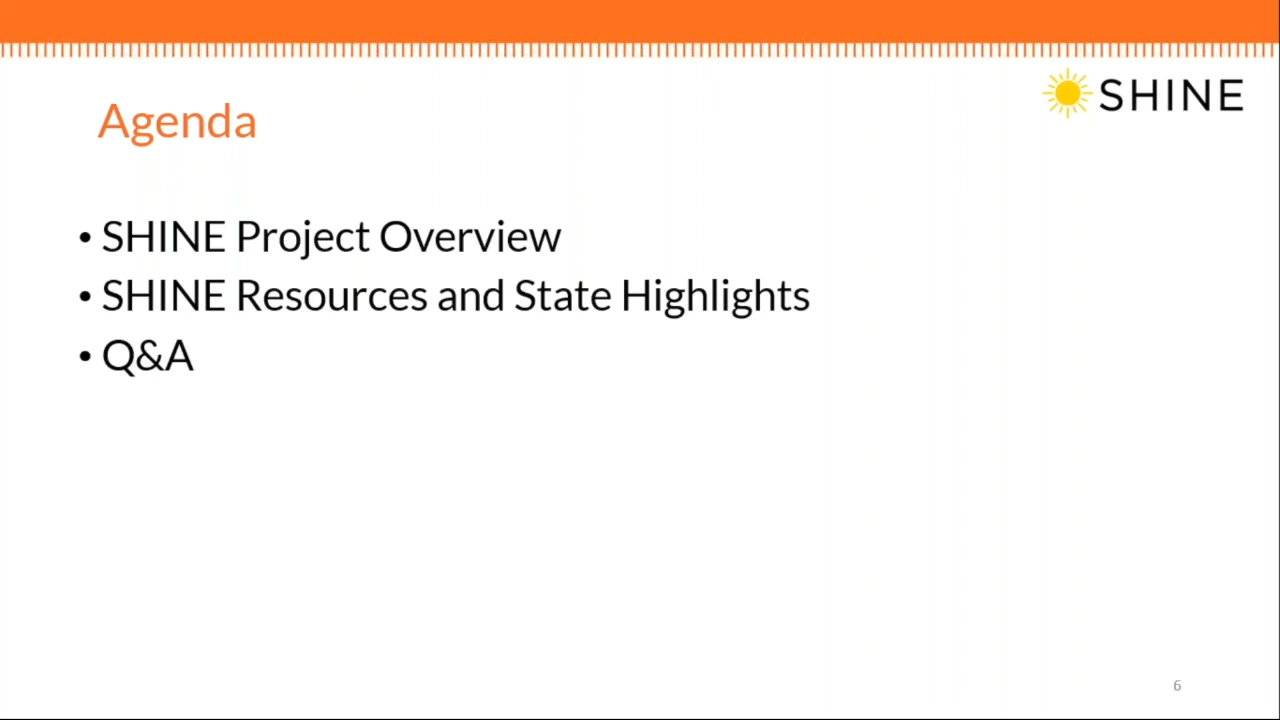 SHINE
Agenda
• SHINE Project Overview
• SHINE Resources and State Highlights
• Q&A
6